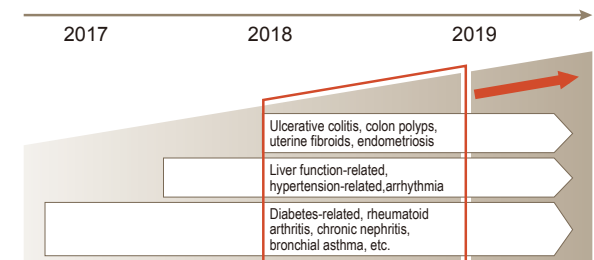 2017 2018 2019
Ulcerative colitis, colon polyps,
uterine fibroids, endometriosis
Liver function-related,
hypertension-related,arrhythmia
Diabetes-related, rheumatoid
arthritis, chronic nephritis,
bronchial asthma, etc.